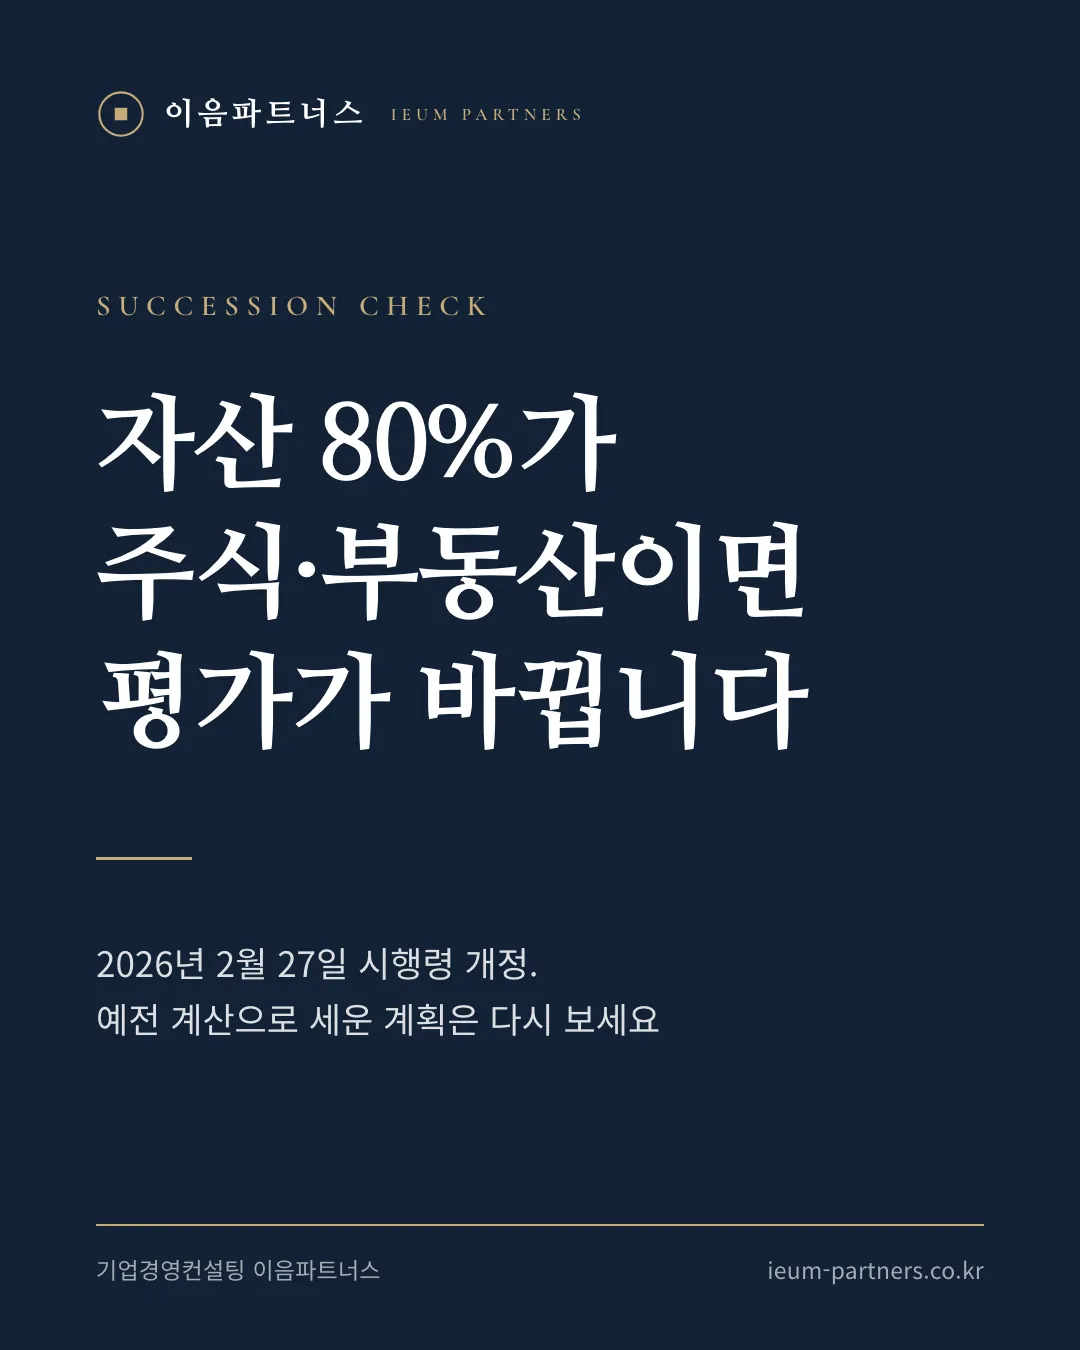 이음파트너스 IEUM PARTNERS
SUCCESSION CHECK
자산 80%가
주식·부동산이면
평가가 바뀝니다
2026년 2월 27일 시행령 개정.
예전 계산으로 세운 계획은 다시 보세요
기업경영컨설팅 이음파트너스
ieum-partners.co.kr